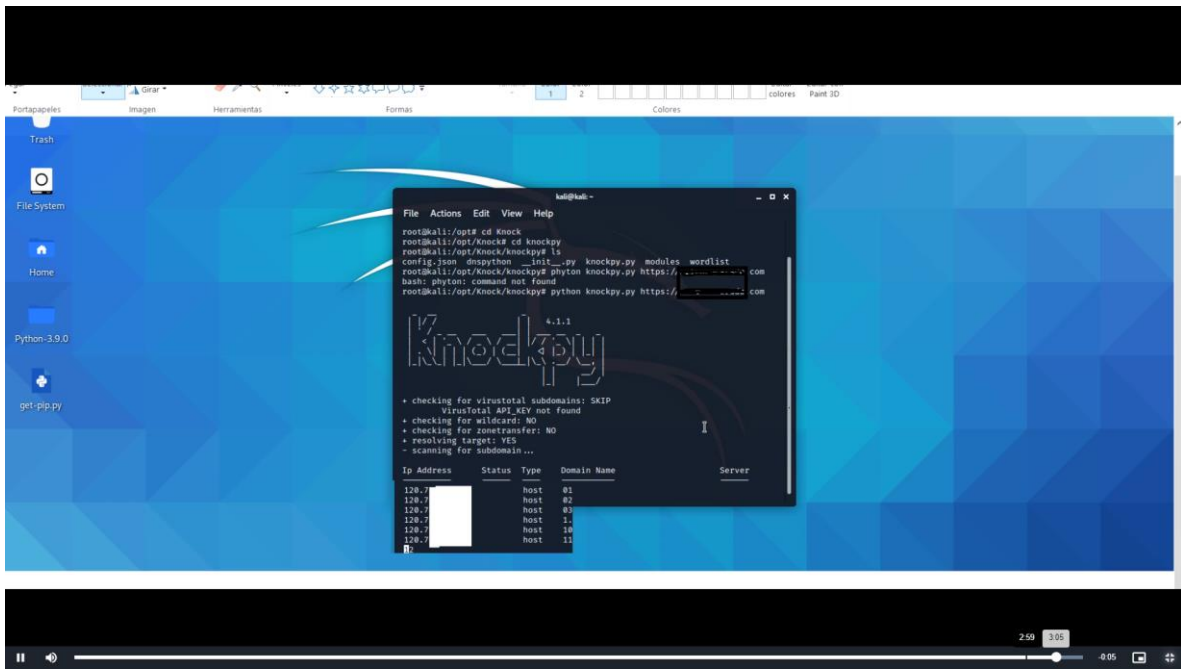 Girar
1 2 colores Paint 3D
Portapapeles Imagen Herramientas Formas Colores
Trash
File System
Home
Python-3.9.0
get-pip.py
kali@kali: ~
File Actions Edit View Help
root@kali:/opt# cd Knock
root@kali:/opt/Knock# cd knockpy
root@kali:/opt/Knock/knockpy# ls
config.json dnspython __init__.py knockpy.py modules wordlist
root@kali:/opt/Knock/knockpy# phyton knockpy.py https:/ com
bash: phyton: command not found
root@kali:/opt/Knock/knockpy# python knockpy.py https:/ com
4.1.1
Knockpy
+ checking for virustotal subdomains: SKIP
VirusTotal API_KEY not found
+ checking for wildcard: NO
+ checking for zonetransfer: NO
+ resolving target: YES
- scanning for subdomain...
Ip Address Status Type Domain Name Server
120.7 host 01
120.7 host 02
120.7 host 03
120.7 host 1.
120.7 host 10
120.7 host 11
12
2:59 3:05
-0:05